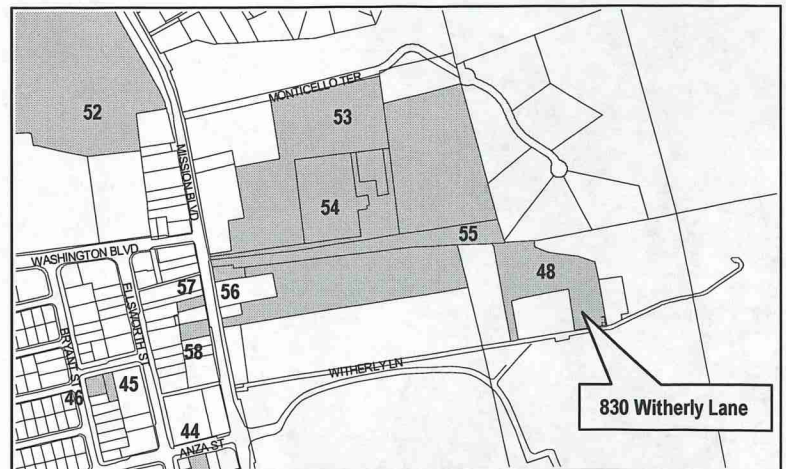 52
MONTICELLO TER
53
MISSION BLVD
54
WASHINGTON BLVD
55
48
57
56
ELLSWORTH ST
BRYANT ST
58
WITHERLY LN
46
45
830 Witherly Lane
44
ANZA ST